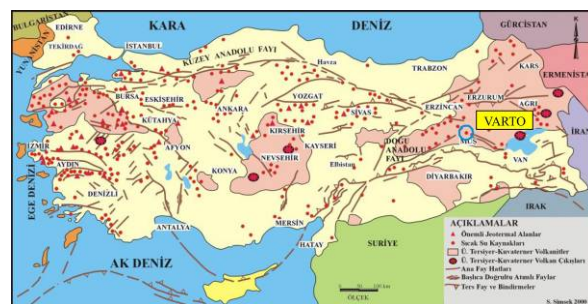 BULGARİSTAN
KARA DENİZ
GÜRCİSTAN
EDİRNE
YUNANİSTAN
TEKİRDAĞ
İSTANBUL
KUZEY ANADOLU FAYI
Havza
TRABZON
KARS
ERMENİSTA
BURSA
ESKİŞEHİR
ANKARA
YOZGAT
SİVAS
ERZİNCAN
ERZURUM
AĞRI
KÜTAHYA
KIRŞEHİR
VARTO
MUŞ
İRAN
İZMİR
AFYON
KAYSERİ
DOĞU ANADOLU FAYI
VAN
NEVSEHİR
Elbistan
AYDIN
KONYA
DİYARBAKIR
EGE DENİZİ
DENİZLİ
ANTALYA
MERSİN
HATAY
IRAK
SURİYE
AK DENİZ
AÇIKLAMALAR
Önemli Jeotermal Alanlar
Sıcak Su Kaynakları
Ü. Tersiyer-Kuvaterner Volkanitler
Ü. Tersiyer-Kuvaterner Volkan Çıkışları
Ana Fay Hatları
Başlıca Doğrultu Atımlı Faylar
Ters Fay ve Bindirmeler
ÖLÇEK